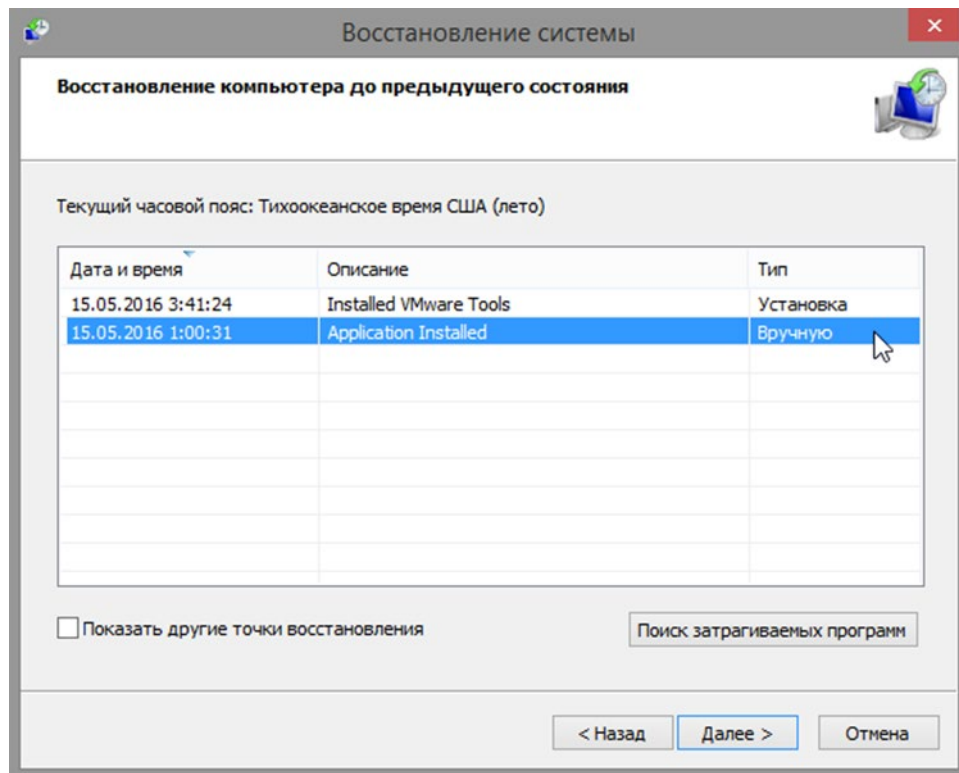 Восстановление системы
Восстановление компьютера до предыдущего состояния
Текущий часовой пояс: Тихоокеанское время США (лето)
Дата и время Описание Тип
15.05.2016 3:41:24 Installed VMware Tools Установка
15.05.2016 1:00:31 Application Installed Вручную
Показать другие точки восстановления Поиск затрагиваемых программ
< Назад Далее > Отмена